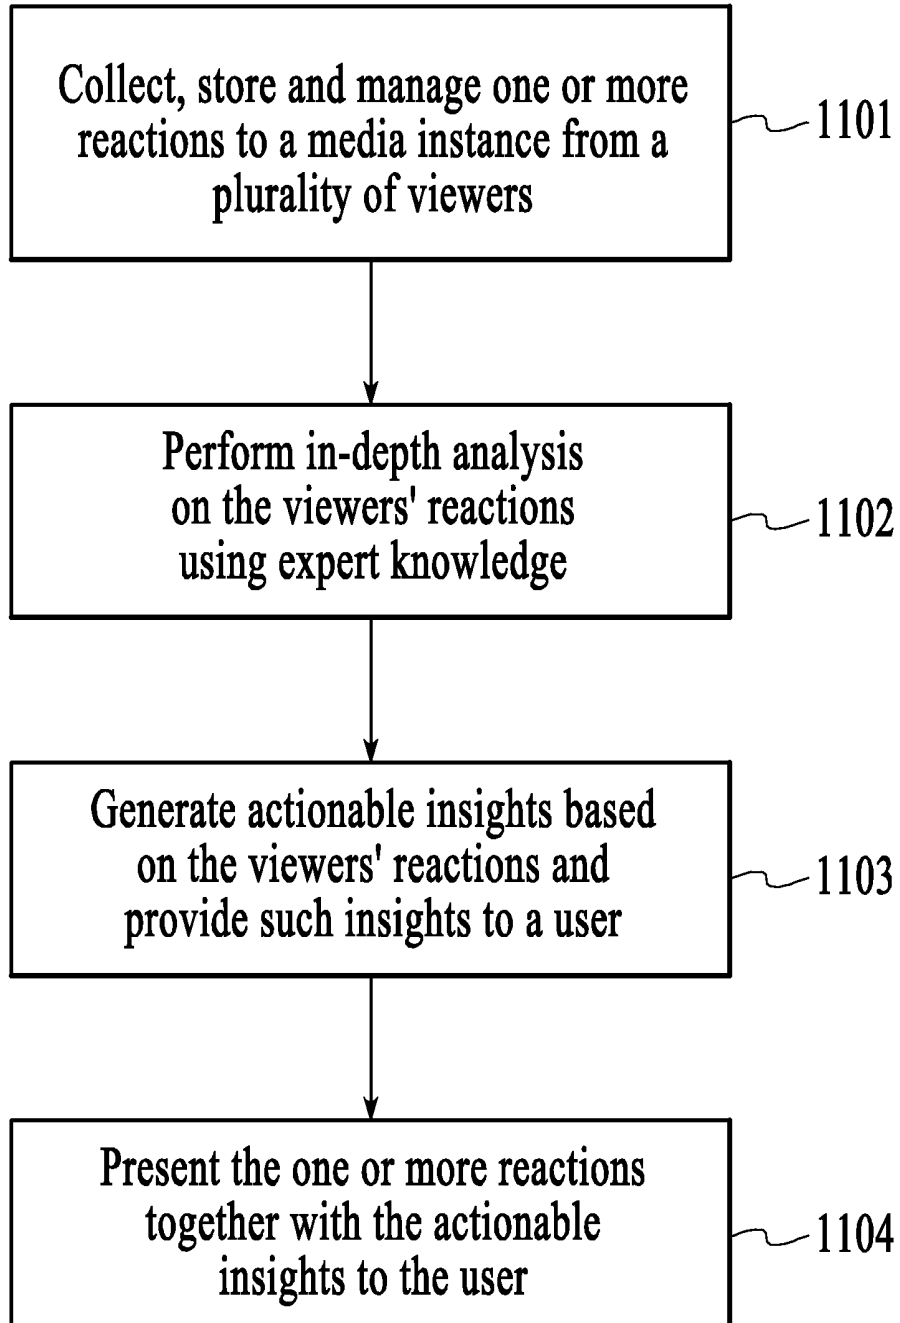 Collect, store and manage one or more
reactions to a media instance from a
plurality of viewers
1101
Perform in-depth analysis
on the viewers' reactions
using expert knowledge
1102
Generate actionable insights based
on the viewers' reactions and
provide such insights to a user
1103
Present the one or more reactions
together with the actionable
insights to the user
1104